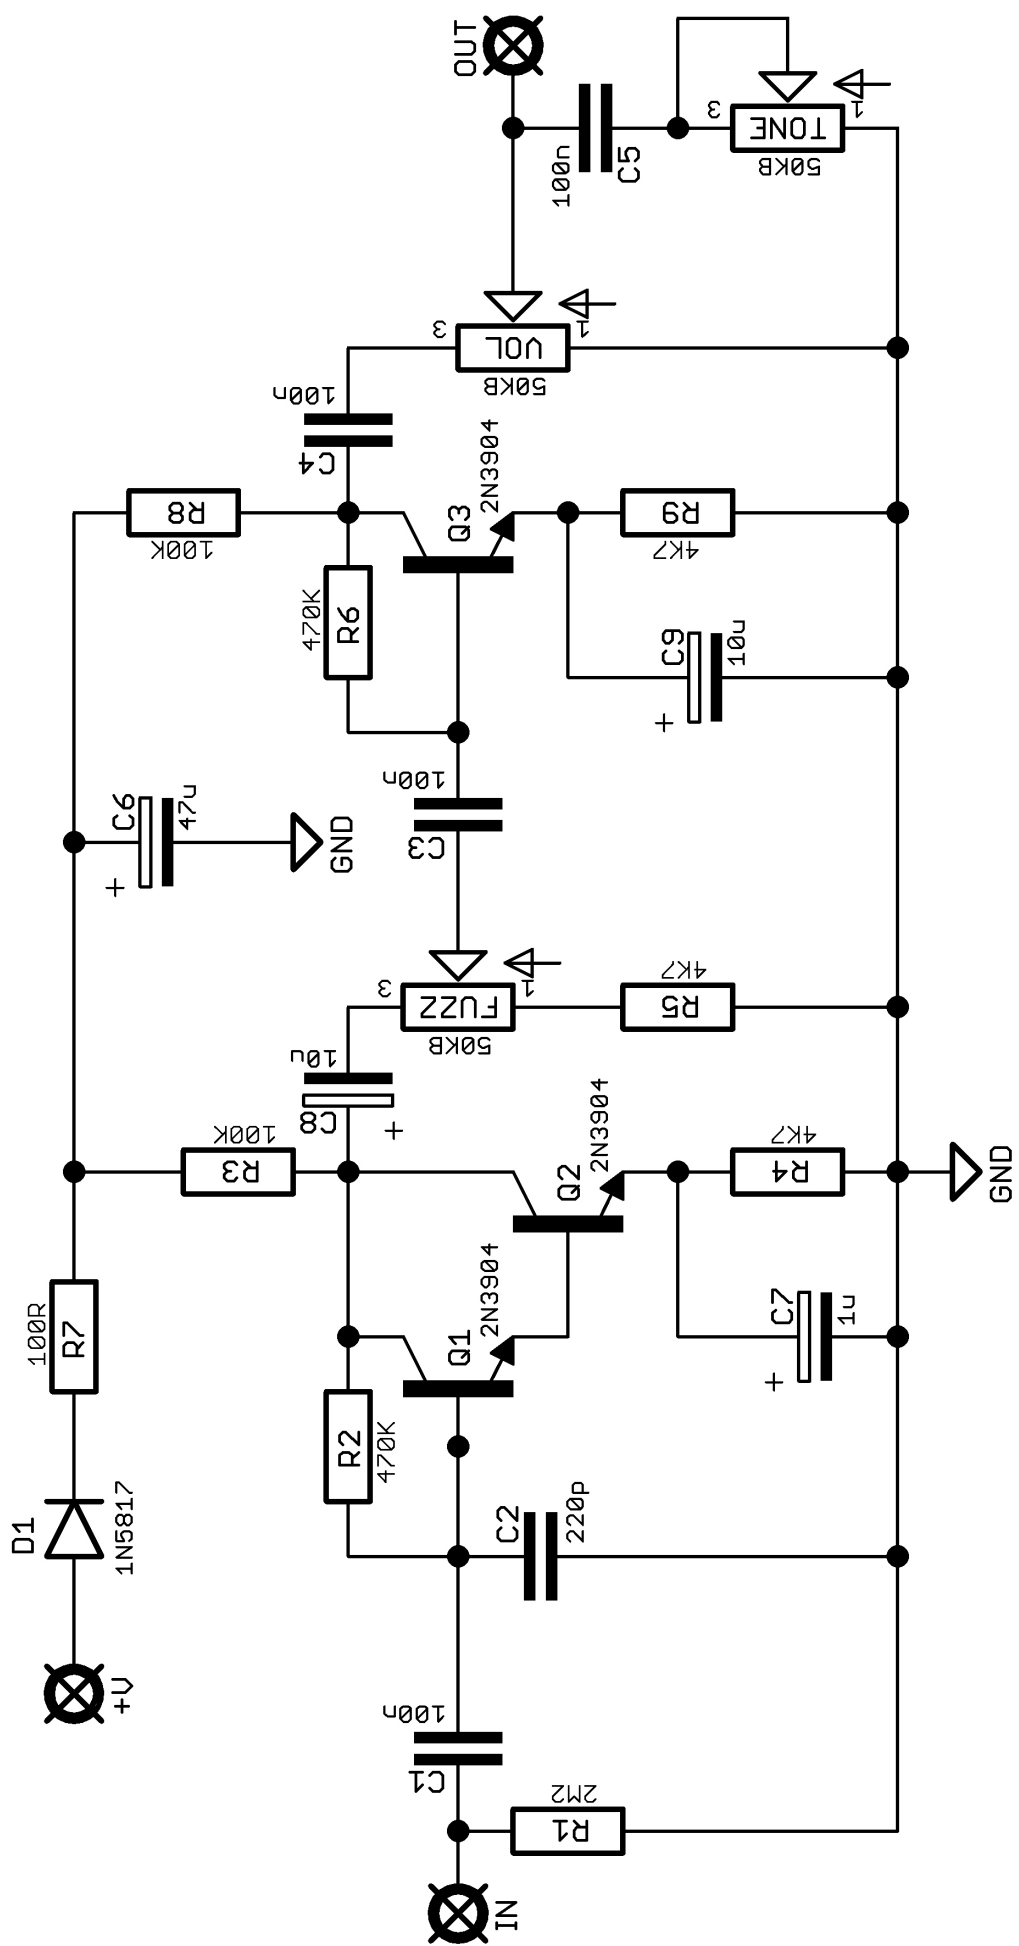 +V
D1
1N5817
R7
100R
R3
100K
C6
47u
GND
R8
100K
IN
C1
100n
R1
2M2
R2
470K
C2
220p
Q1
2N3904
Q2
2N3904
C7
1u
R4
4K7
GND
C8
10u
3
FUZZ
1
50KB
R5
4K7
C3
100n
R6
470K
Q3
2N3904
C9
10u
R9
4K7
C4
100n
3
VOL
1
50KB
OUT
100n
C5
3
TONE
1
50KB
+
+
+
+